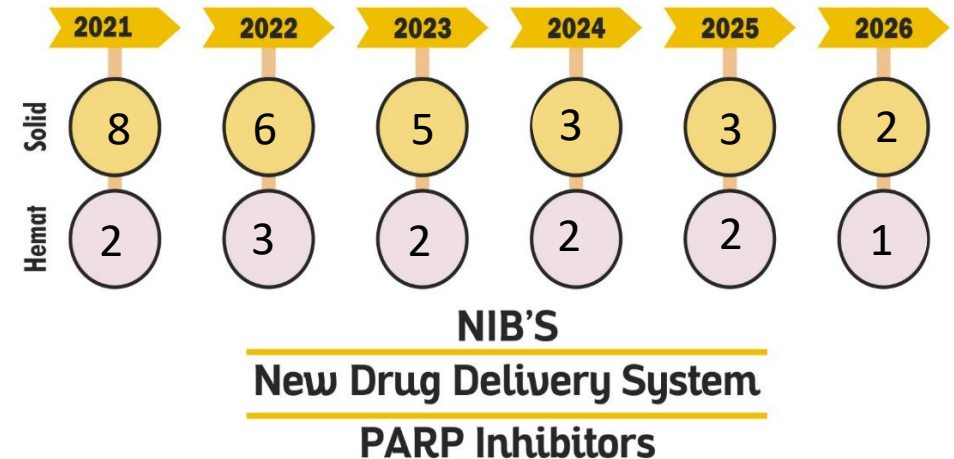 2021 2022 2023 2024 2025 2026
Solid 8 6 5 3 3 2
Hemat 2 3 2 2 2 1
NIB'S
New Drug Delivery System
PARP Inhibitors